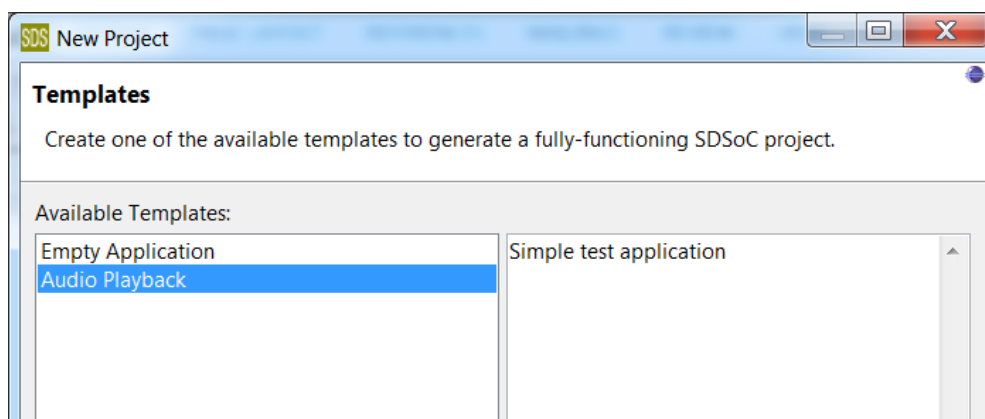 SDS New Project
Templates
Create one of the available templates to generate a fully-functioning SDSoC project.
Available Templates:
Empty Application
Simple test application
Audio Playback